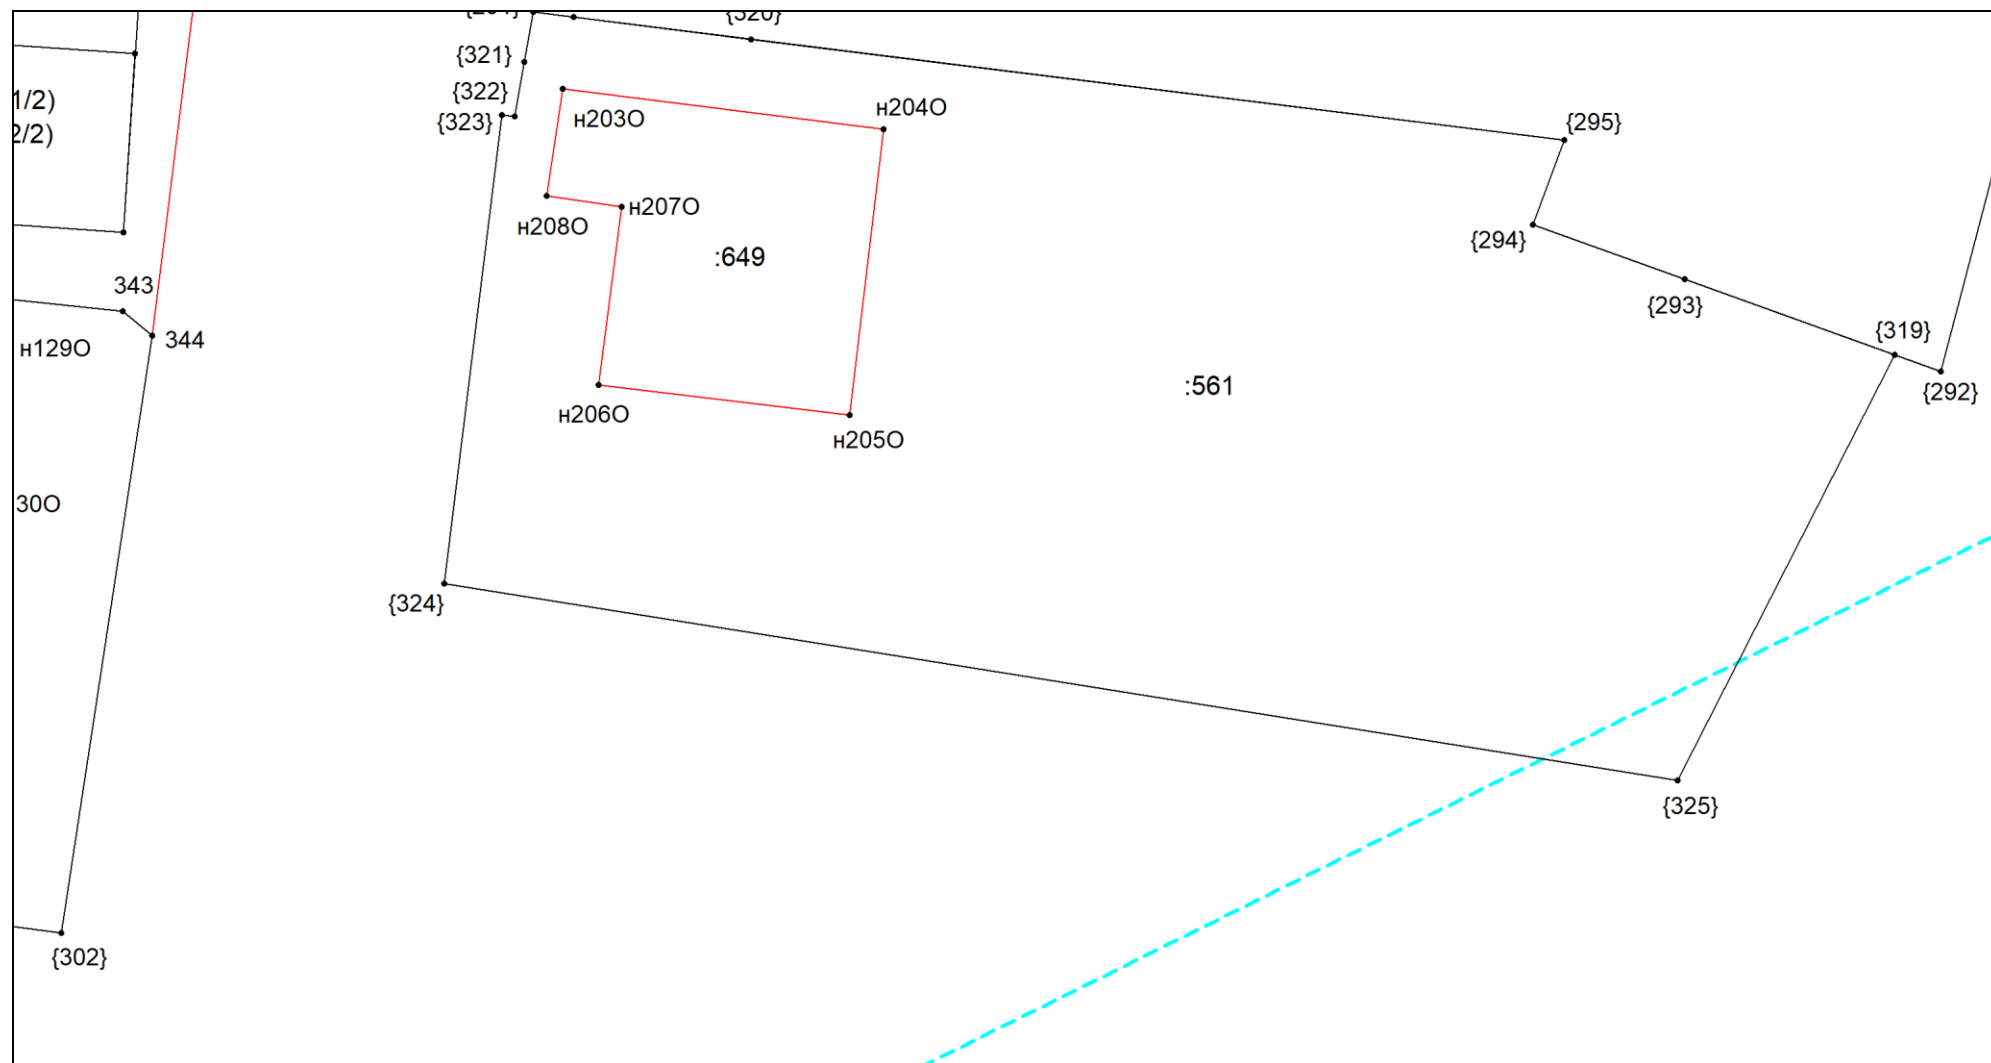 {320}
{321}
{322}
{323}
1/2)
2/2)
н203О
н204О
{295}
н207О
н208О
{294}
:649
343
344
{293}
{319}
н129О
:561
{292}
н206О
н205О
30О
{324}
{325}
{302}